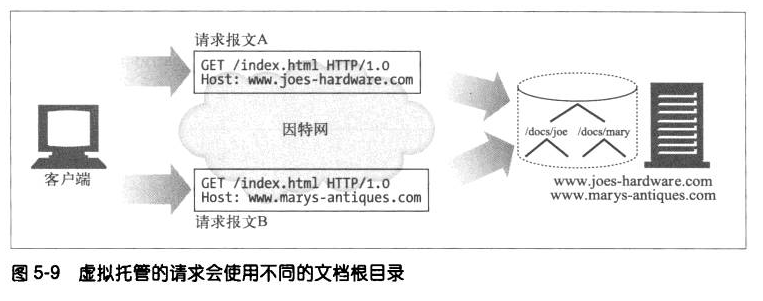 请求报文A
GET /index.html HTTP/1.0
Host: www.joes-hardware.com
因特网
客户端
/docs/joe /docs/mary
GET /index.html HTTP/1.0
Host: www.marys-antiques.com
请求报文B
www.joes-hardware.com
www.marys-antiques.com
图 5-9 虚拟托管的请求会使用不同的文档根目录